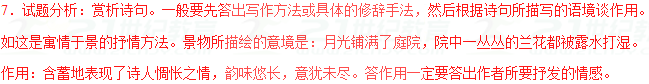 7．试题分析：赏析诗句。一般要先答出写作方法或具体的修辞手法，然后根据诗句所描写的语境谈作用。
如这是寓情于景的抒情方法。景物所描绘的意境是：月光铺满了庭院，院中一丛丛的兰花都被露水打湿。
作用：含蓄地表现了诗人惆怅之情，韵味悠长，意犹未尽。答作用一定要答出作者所要抒发的情感。